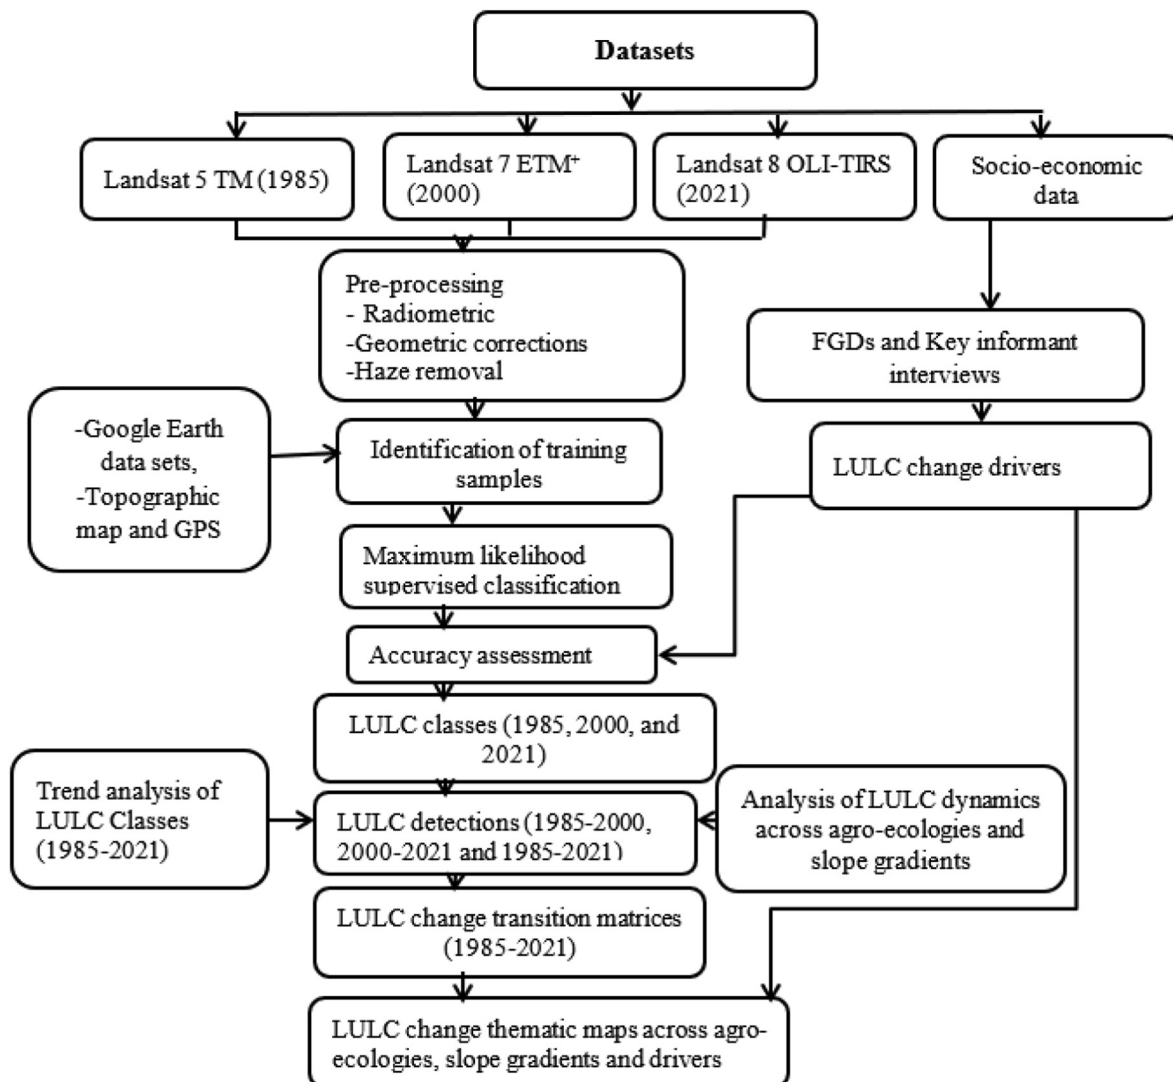 Datasets
Landsat 5 TM (1985)
Landsat 7 ETM⁺
(2000)
Landsat 8 OLI-TIRS
(2021)
Socio-economic
data
Pre-processing
- Radiometric
-Geometric corrections
-Haze removal
FGDs and Key informant
interviews
-Google Earth
data sets,
-Topographic
map and GPS
Identification of training
samples
LULC change drivers
Maximum likelihood
supervised classification
Accuracy assessment
LULC classes (1985, 2000, and
2021)
Trend analysis of
LULC Classes
(1985-2021)
LULC detections (1985-2000,
2000-2021 and 1985-2021)
Analysis of LULC dynamics
across agro-ecologies and
slope gradients
LULC change transition matrices
(1985-2021)
LULC change thematic maps across agro-
ecologies, slope gradients and drivers